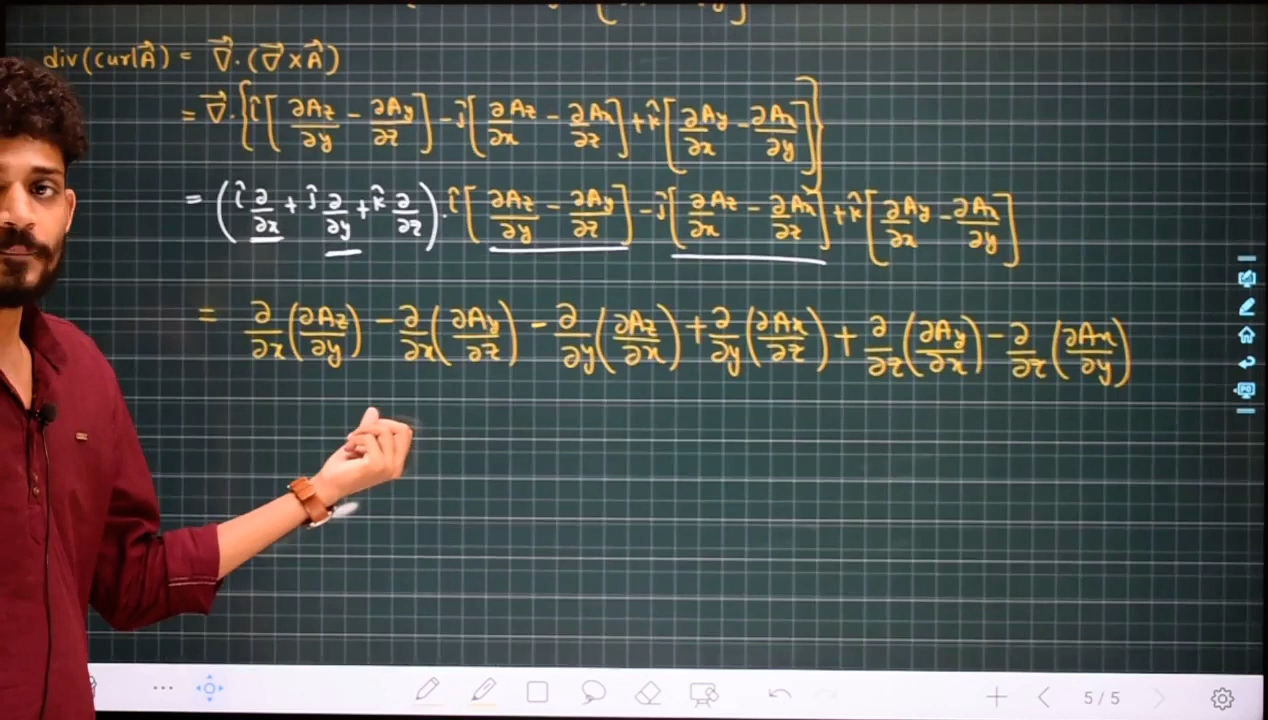 div(curl A⃗) = ∇⃗·(∇⃗×A⃗)
= ∇⃗·{î[∂Az/∂y − ∂Ay/∂z] − ĵ[∂Az/∂x − ∂Ax/∂z] + k̂[∂Ay/∂x − ∂Ax/∂y]}
= (î ∂/∂x + ĵ ∂/∂y + k̂ ∂/∂z)·î[∂Az/∂y − ∂Ay/∂z] − ĵ[∂Az/∂x − ∂Ax/∂z] + k̂[∂Ay/∂x − ∂Ax/∂y]
= ∂/∂x(∂Az/∂y) − ∂/∂x(∂Ay/∂z) − ∂/∂y(∂Az/∂x) + ∂/∂y(∂Ax/∂z) + ∂/∂z(∂Ay/∂x) − ∂/∂z(∂Ax/∂y)
5/5